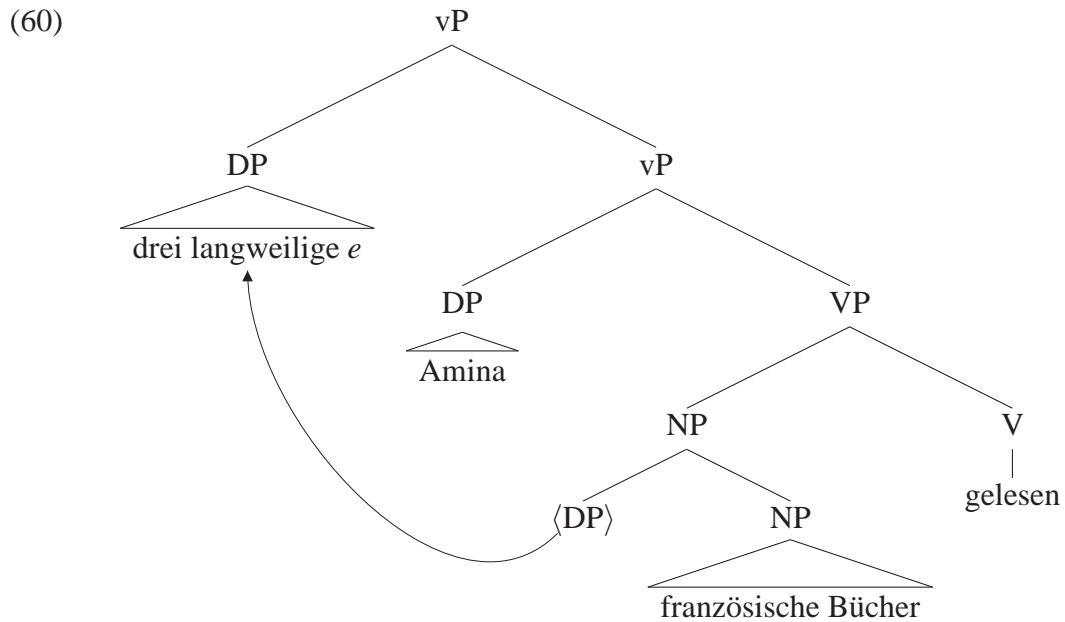 (60) vP
DP vP
drei langweilige e
DP VP
Amina
NP V
⟨DP⟩ NP gelesen
französische Bücher